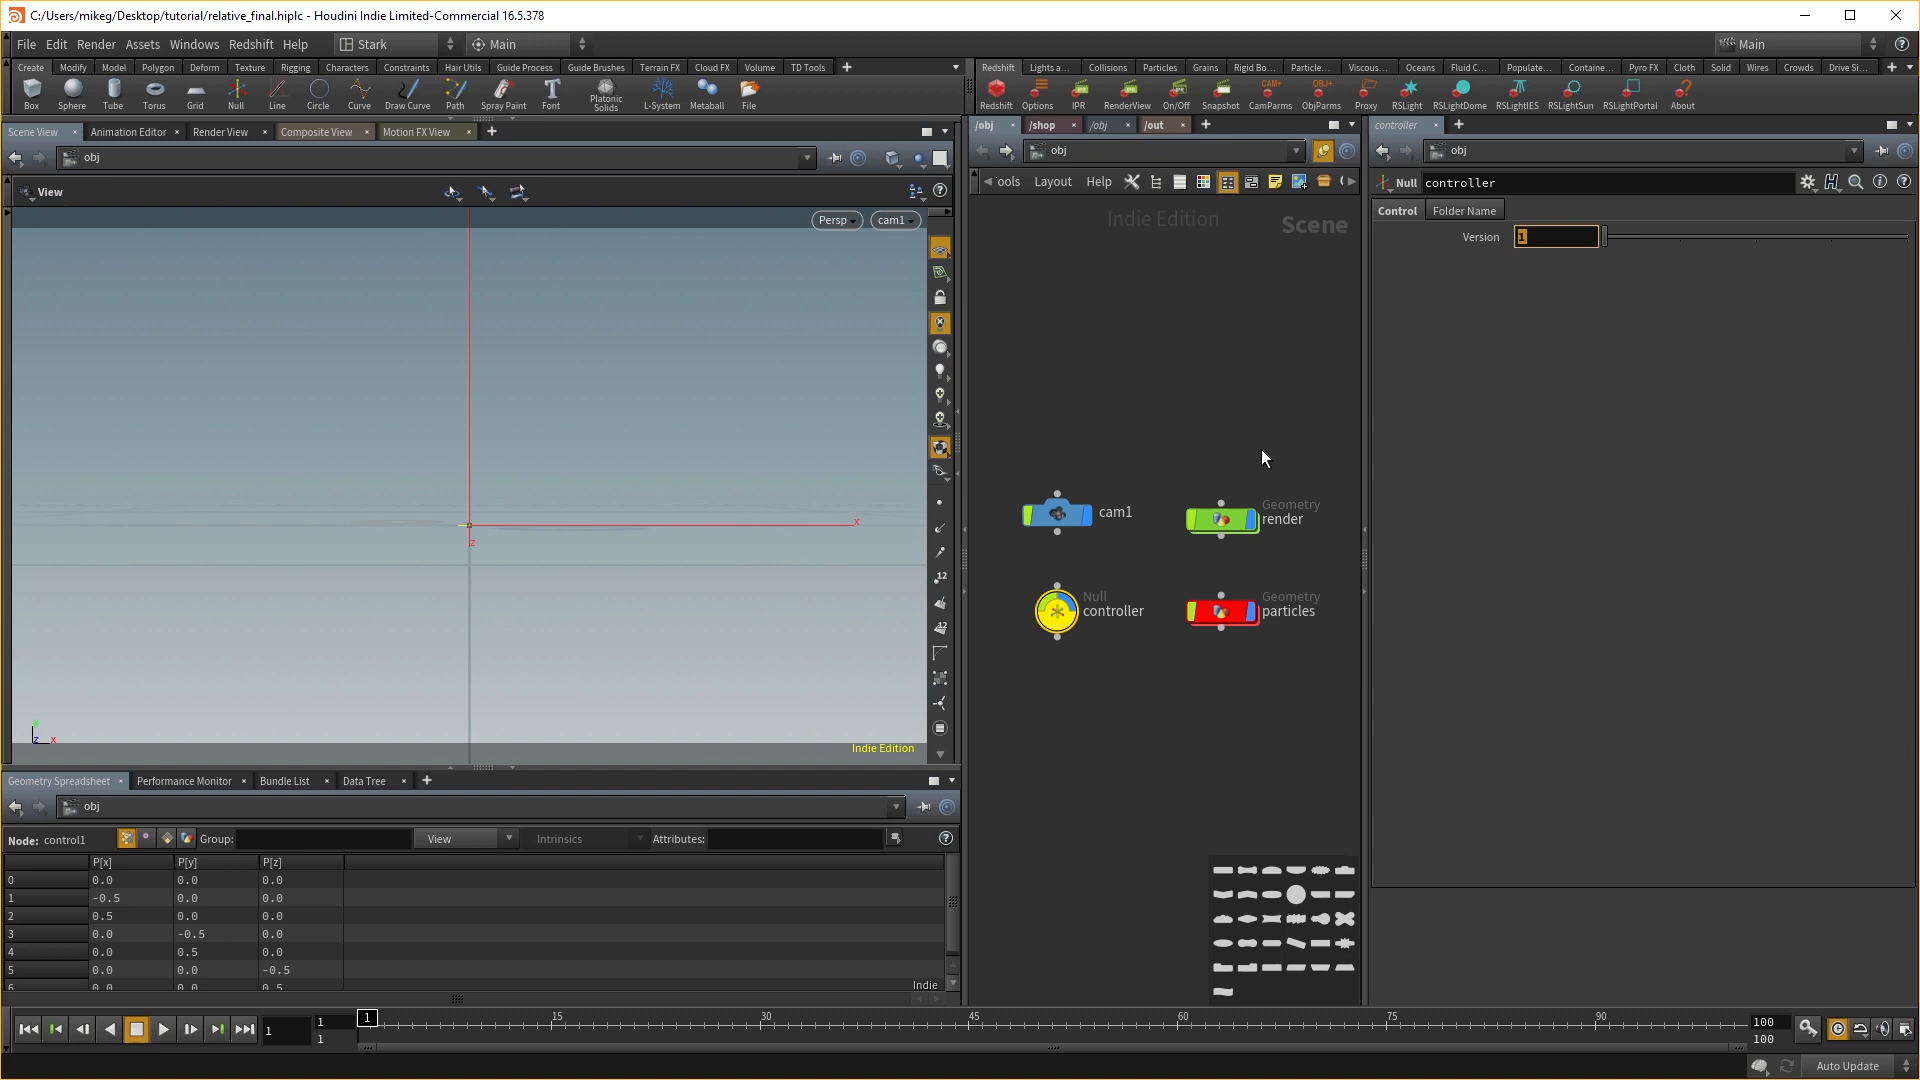 C:/Users/mikeg/Desktop/tutorial/relative_final.hiplc - Houdini Indie Limited-Commercial 16.5.378
File Edit Render Assets Windows Redshift Help Stark Main Main
Create Modify Model Polygon Deform Texture Rigging Characters Constraints Hair Utils Guide Process Guide Brushes Terrain FX Cloud FX Volume TD Tools
Box Sphere Tube Torus Grid Null Line Circle Curve Draw Curve Path Spray Paint Font Platonic Solids L-System Metaball File
Redshift Lights a... Collisions Particles Grains Rigid Bo... Particle... Viscous... Oceans Fluid C... Populate... Containe... Pyro FX Cloth Solid Wires Crowds Drive Si...
Redshift Options IPR RenderView On/Off Snapshot CamParms ObjParms Proxy RSLight RSLightDome RSLightIES RSLightSun RSLightPortal About
Scene View Animation Editor Render View Composite View Motion FX View
obj
View
Persp cam1
Indie Edition
/obj /shop /obj /out
obj
ools Layout Help
Indie Edition Scene
cam1
Geometry
render
Null
controller
Geometry
particles
controller
obj
Null controller
Control Folder Name
Version 1
Geometry Spreadsheet Performance Monitor Bundle List Data Tree
obj
Node: control1 Group: View Intrinsics Attributes:
P[x] P[y] P[z]
0 0.0 0.0 0.0
1 -0.5 0.0 0.0
2 0.5 0.0 0.0
3 0.0 -0.5 0.0
4 0.0 0.5 0.0
5 0.0 0.0 -0.5
6 0.0 0.0 0.5
Indie
1 1 1 1 15 30 45 60 75 90 100 100
Auto Update